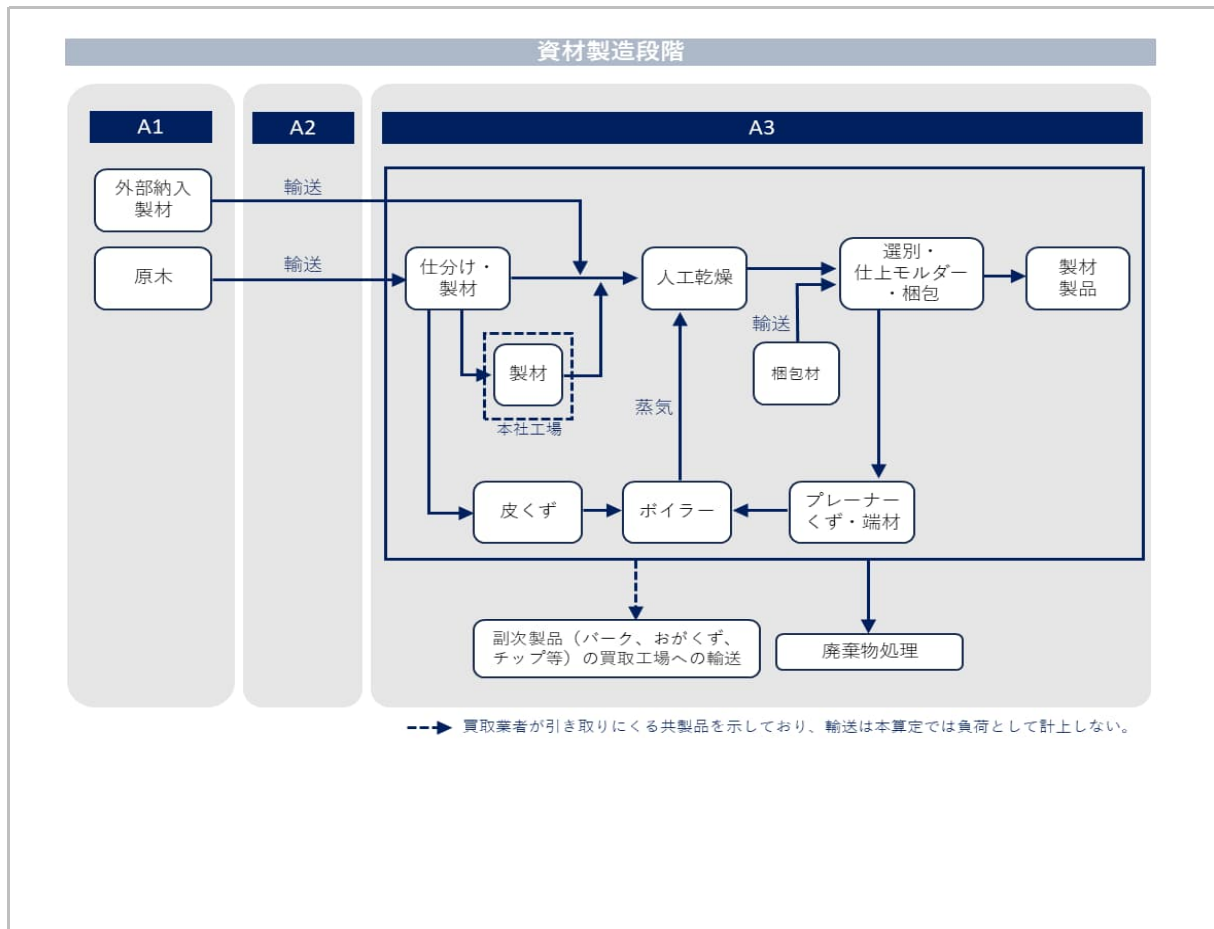 資材製造段階
A1
A2
A3
外部納入
製材
輸送
原木
輸送
仕分け・
製材
人工乾燥
選別・
仕上モルダー
・梱包
製材
製品
輸送
梱包材
製材
本社工場
蒸気
皮くず
ボイラー
プレーナー
くず・端材
副次製品（バーク、おがくず、
チップ等）の買取工場への輸送
廃棄物処理
買取業者が引き取りにくる共製品を示しており、輸送は本算定では負荷として計上しない。